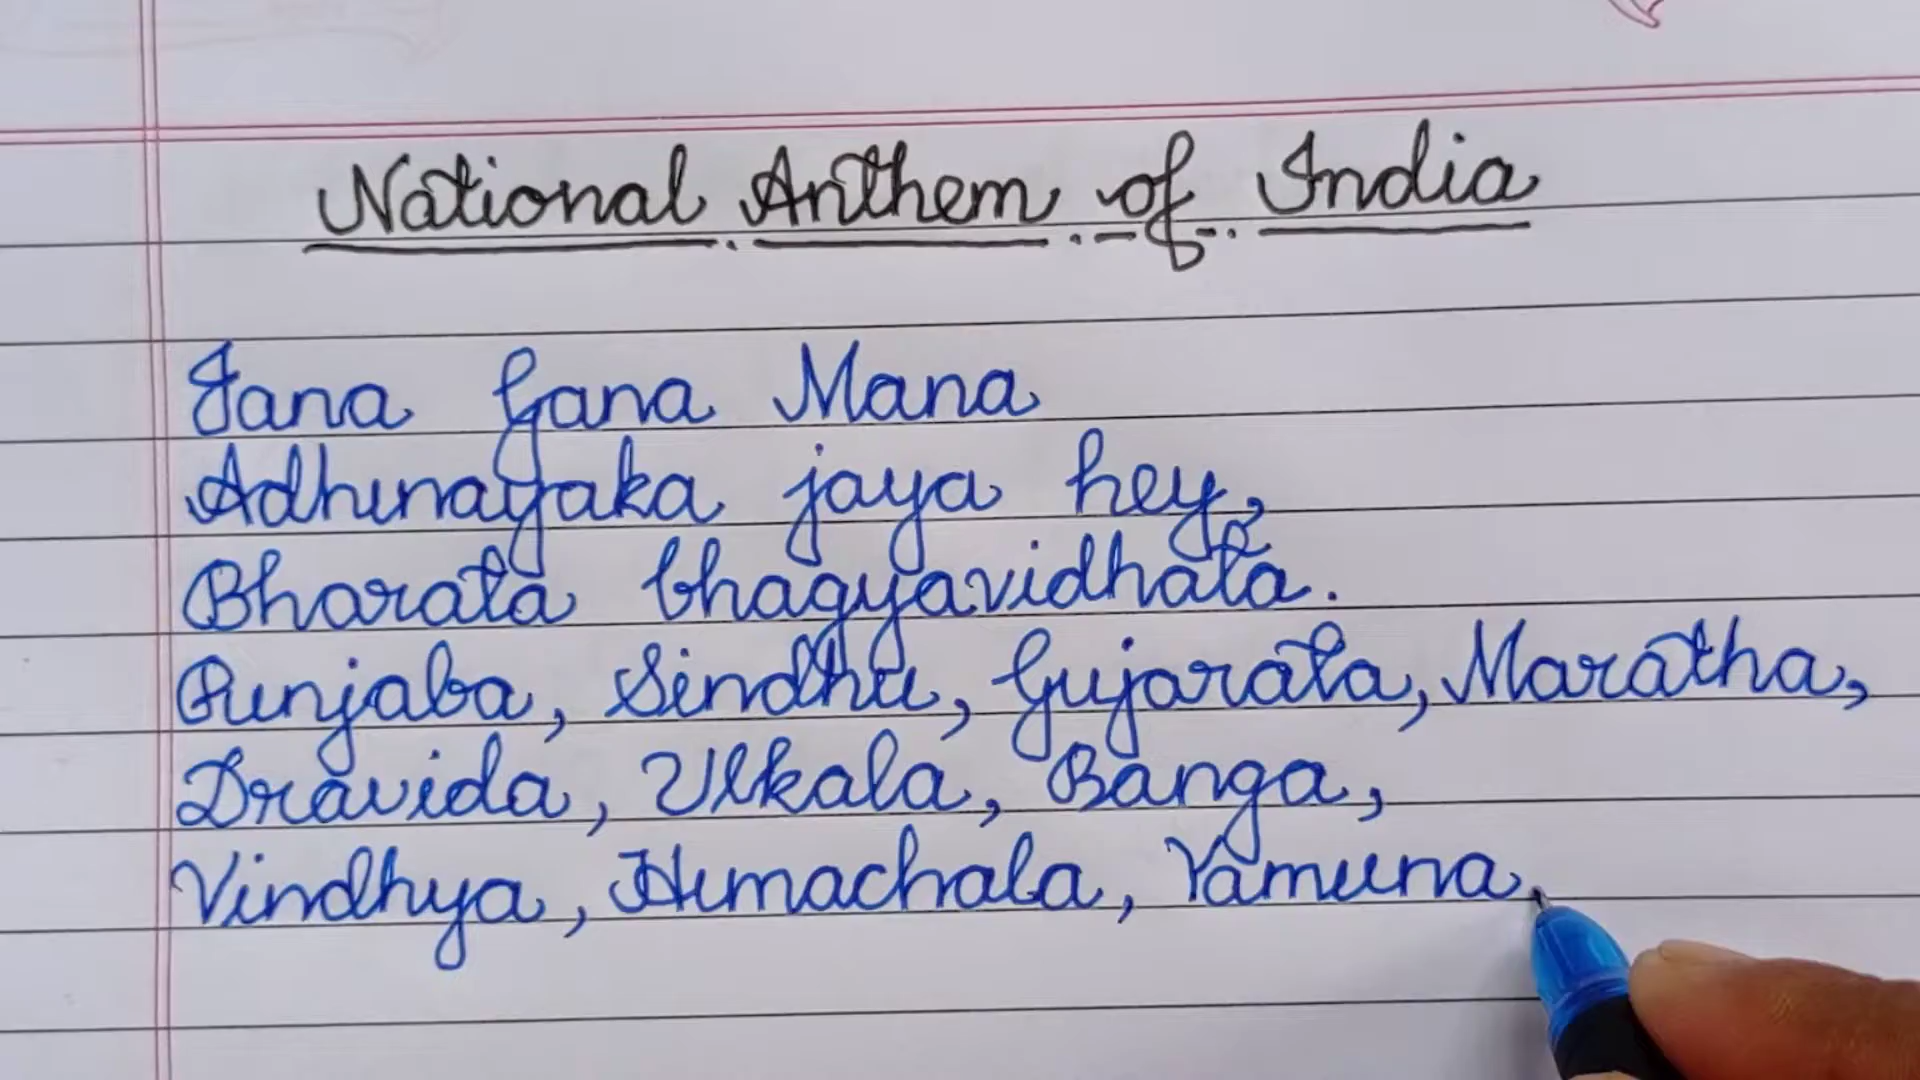 National Anthem of India
Jana Gana Mana
Adhinayaka jaya hey,
Bharata bhagyavidhata.
Punjaba, Sindhu, Gujarata, Maratha,
Dravida, Utkala, Banga,
Vindhya, Himachala, Yamuna,